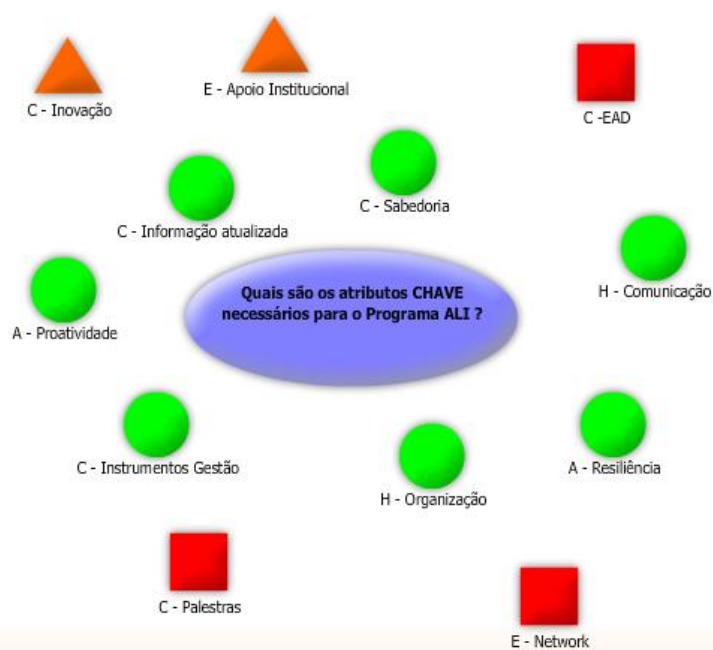 C - Inovação
E - Apoio Institucional
C -EAD
C - Sabedoria
C - Informação atualizada
H - Comunicação
Quais são os atributos CHAVE
necessários para o Programa ALI ?
A - Proatividade
C - Instrumentos Gestão
A - Resiliência
H - Organização
C - Palestras
E - Network